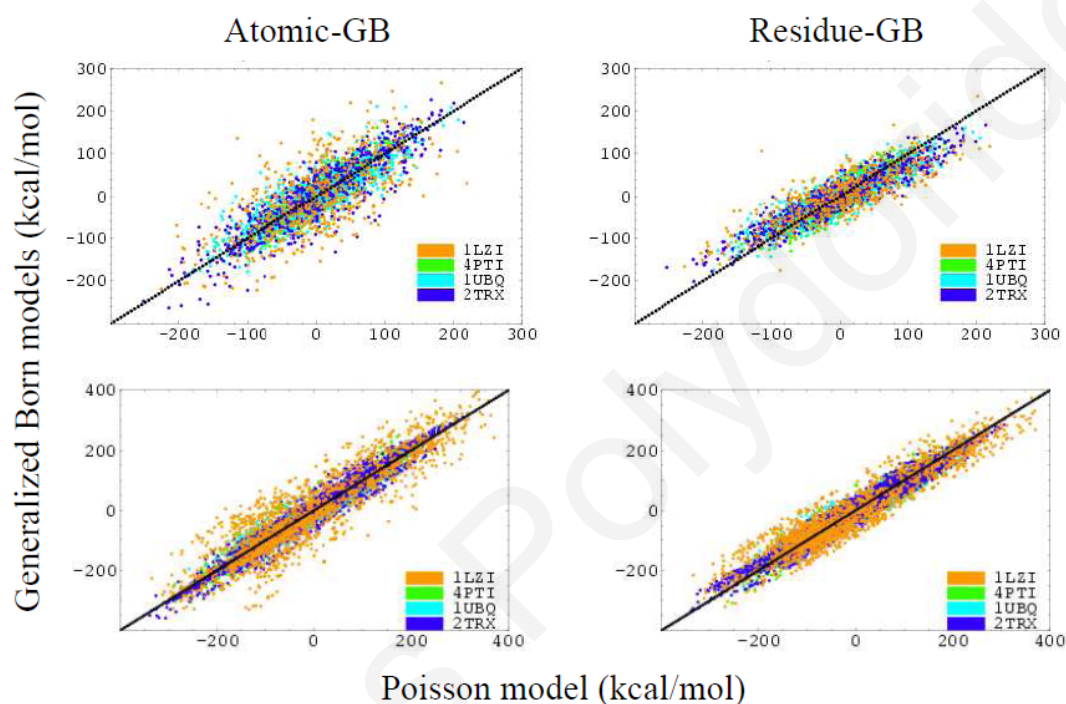 Atomic-GB
Residue-GB
Generalized Born models (kcal/mol)
300
200
100
0
−100
−200
−200
−100
0
100
200
300
1LZI
4PTI
1UBQ
2TRX
300
200
100
0
−100
−200
−200
−100
0
100
200
300
1LZI
4PTI
1UBQ
2TRX
400
200
0
−200
−200
0
200
400
1LZI
4PTI
1UBQ
2TRX
400
200
0
−200
−200
0
200
400
1LZI
4PTI
1UBQ
2TRX
Poisson model (kcal/mol)
s Polydorid